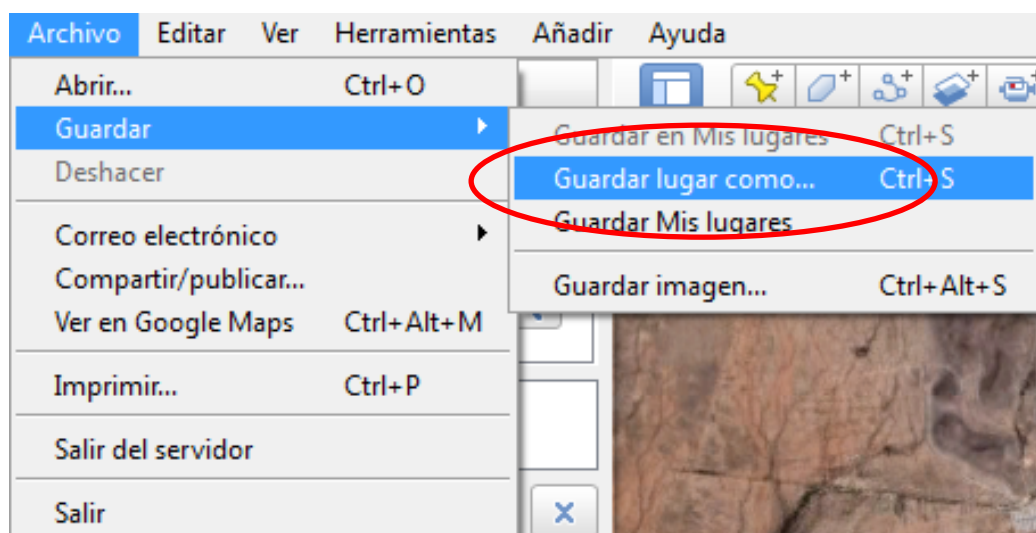 Archivo Editar Ver Herramientas Añadir Ayuda
Abrir... Ctrl+O
Guardar
Deshacer
Correo electrónico
Compartir/publicar...
Ver en Google Maps Ctrl+Alt+M
Imprimir... Ctrl+P
Salir del servidor
Salir
Guardar en Mis lugares Ctrl+S
Guardar lugar como... Ctrl+S
Guardar Mis lugares
Guardar imagen... Ctrl+Alt+S